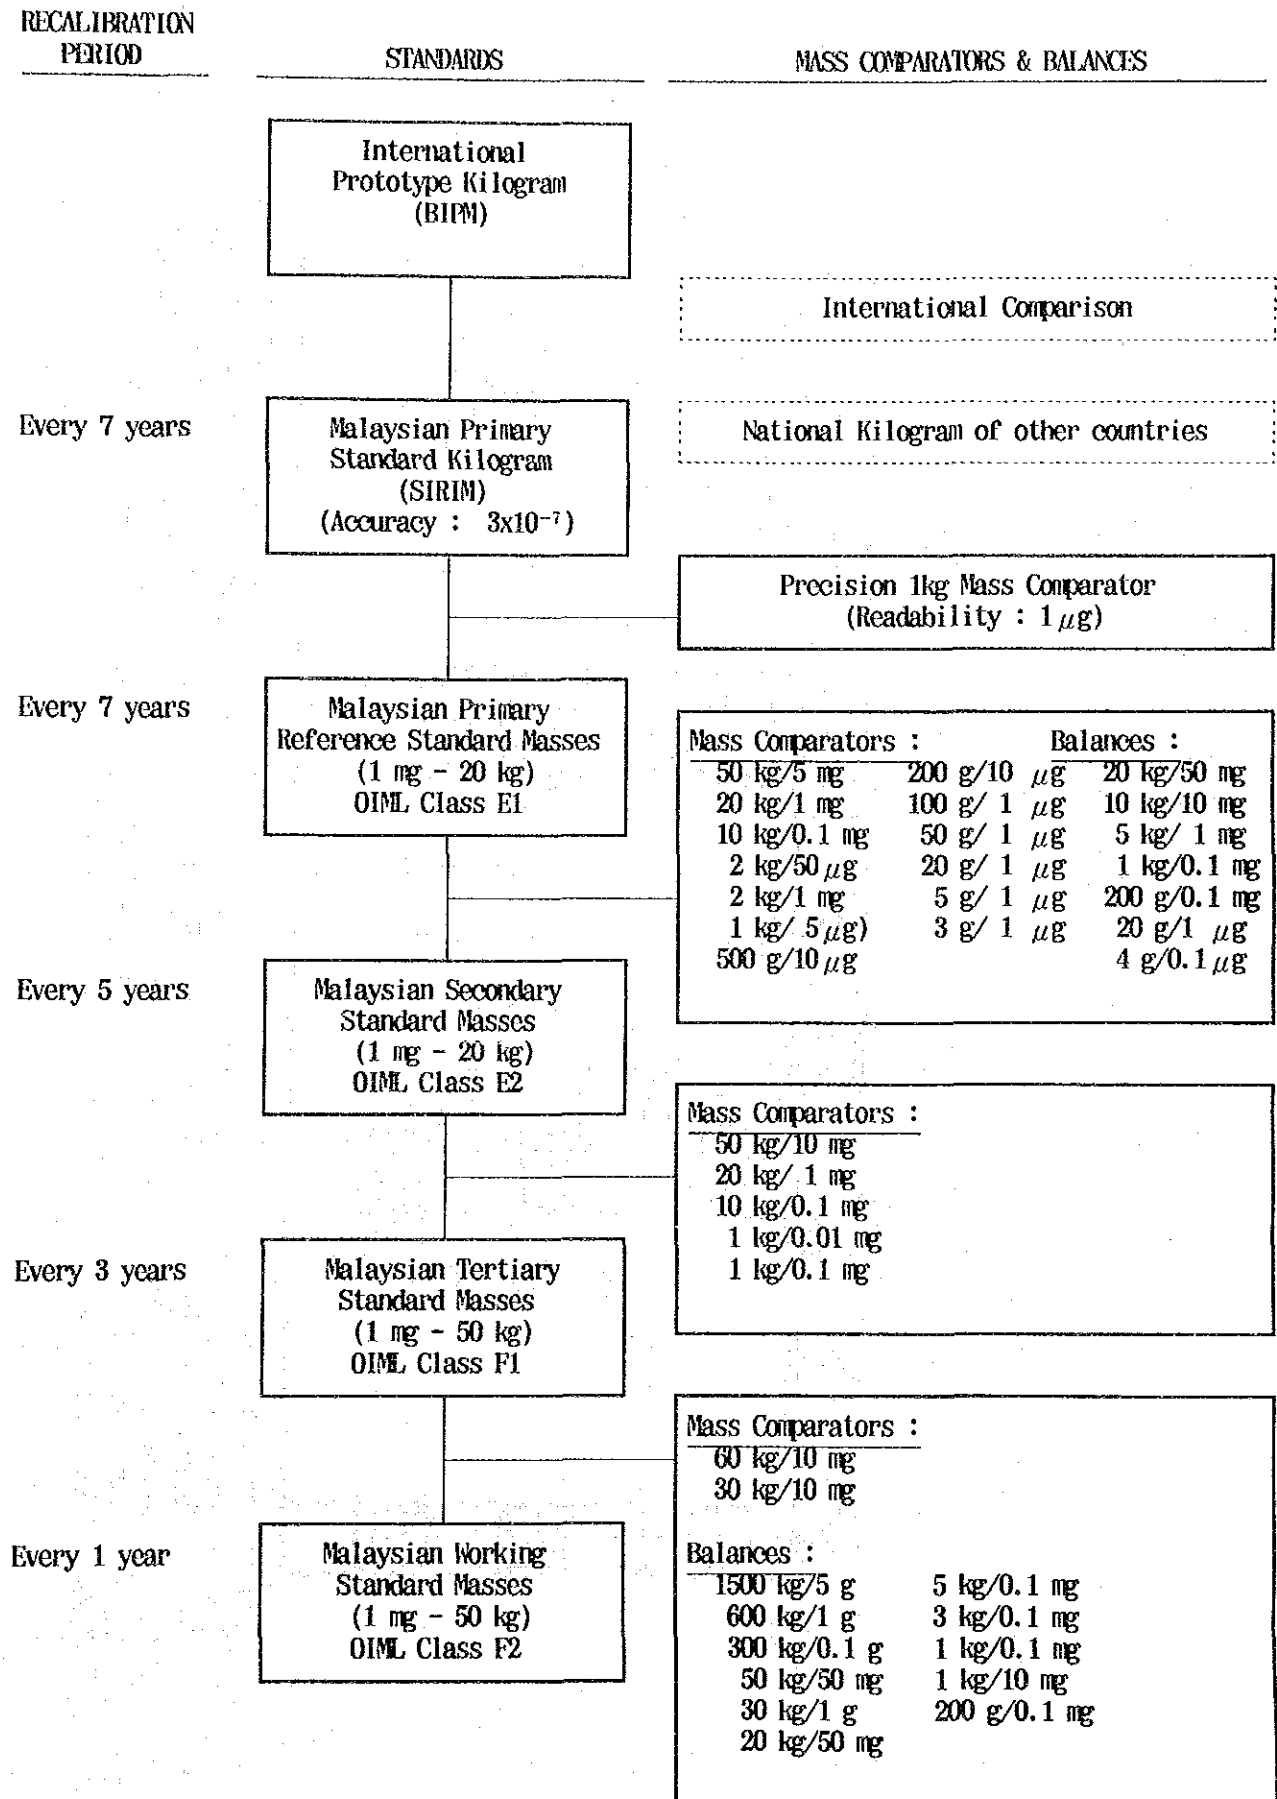 RECALIBRATION
PERIOD
STANDARDS
MASS COMPARATORS & BALANCES
International
Prototype Kilogram
(BIPM)
International Comparison
Every 7 years
Malaysian Primary
Standard Kilogram
(SIRIM)
(Accuracy : 3x10⁻⁷)
National Kilogram of other countries
Precision 1kg Mass Comparator
(Readability : 1 μg)
Every 7 years
Malaysian Primary
Reference Standard Masses
(1 mg - 20 kg)
OIML Class E1
Mass Comparators : Balances :
50 kg/5 mg 200 g/10 μg 20 kg/50 mg
20 kg/1 mg 100 g/ 1 μg 10 kg/10 mg
10 kg/0.1 mg 50 g/ 1 μg 5 kg/ 1 mg
2 kg/50 μg 20 g/ 1 μg 1 kg/0.1 mg
2 kg/1 mg 5 g/ 1 μg 200 g/0.1 mg
1 kg/ 5 μg) 3 g/ 1 μg 20 g/1 μg
500 g/10 μg 4 g/0.1 μg
Every 5 years
Malaysian Secondary
Standard Masses
(1 mg - 20 kg)
OIML Class E2
Mass Comparators :
50 kg/10 mg
20 kg/ 1 mg
10 kg/0.1 mg
1 kg/0.01 mg
1 kg/0.1 mg
Every 3 years
Malaysian Tertiary
Standard Masses
(1 mg - 50 kg)
OIML Class F1
Mass Comparators :
60 kg/10 mg
30 kg/10 mg
Every 1 year
Malaysian Working
Standard Masses
(1 mg - 50 kg)
OIML Class F2
Balances :
1500 kg/5 g 5 kg/0.1 mg
600 kg/1 g 3 kg/0.1 mg
300 kg/0.1 g 1 kg/0.1 mg
50 kg/50 mg 1 kg/10 mg
30 kg/1 g 200 g/0.1 mg
20 kg/50 mg